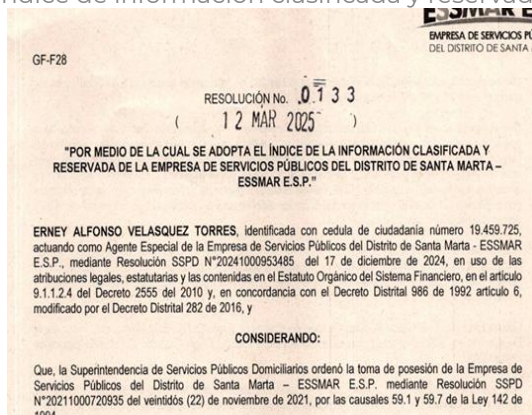 Índice de información clasificada y reservada
ESSMAR E
EMPRESA DE SERVICIOS PÚ
DEL DISTRITO DE SANTA
GF-F28
RESOLUCIÓN No. 0133
( 12 MAR 2025 )
"POR MEDIO DE LA CUAL SE ADOPTA EL ÍNDICE DE LA INFORMACIÓN CLASIFICADA Y
RESERVADA DE LA EMPRESA DE SERVICIOS PÚBLICOS DEL DISTRITO DE SANTA MARTA –
ESSMAR E.S.P."
ERNEY ALFONSO VELASQUEZ TORRES, identificada con cedula de ciudadanía número 19.459.725,
actuando como Agente Especial de la Empresa de Servicios Públicos del Distrito de Santa Marta - ESSMAR
E.S.P., mediante Resolución SSPD N°20241000953485 del 17 de diciembre de 2024, en uso de las
atribuciones legales, estatutarias y las contenidas en el Estatuto Orgánico del Sistema Financiero, en el artículo
9.1.1.2.4 del Decreto 2555 del 2010 y, en concordancia con el Decreto Distrital 986 de 1992 artículo 6,
modificado por el Decreto Distrital 282 de 2016, y
CONSIDERANDO:
Que, la Superintendencia de Servicios Públicos Domiciliarios ordenó la toma de posesión de la Empresa de
Servicios Públicos del Distrito de Santa Marta – ESSMAR E.S.P. mediante Resolución SSPD
N°20211000720935 del veintidós (22) de noviembre de 2021, por las causales 59.1 y 59.7 de la Ley 142 de
1994